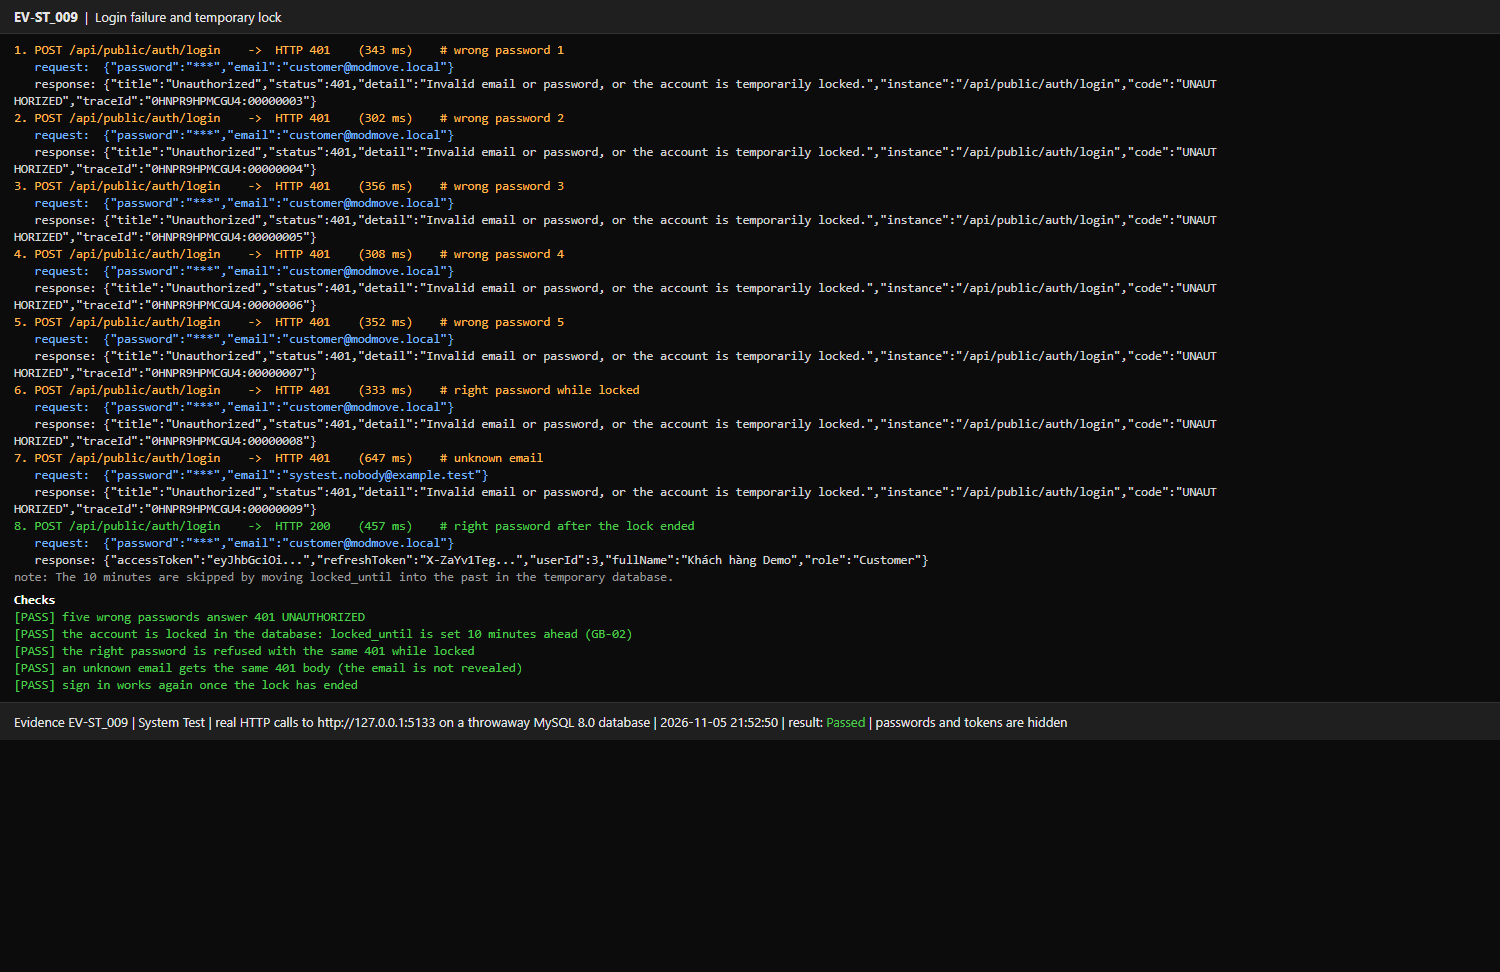 EV-ST_009 | Login failure and temporary lock
1. POST /api/public/auth/login -> HTTP 401 (343 ms) # wrong password 1
request: {"password":"***","email":"customer@modmove.local"}
response: {"title":"Unauthorized","status":401,"detail":"Invalid email or password, or the account is temporarily locked.","instance":"/api/public/auth/login","code":"UNAUT
HORIZED","traceId":"0HNPR9HPMCGU4:00000003"}
2. POST /api/public/auth/login -> HTTP 401 (302 ms) # wrong password 2
request: {"password":"***","email":"customer@modmove.local"}
response: {"title":"Unauthorized","status":401,"detail":"Invalid email or password, or the account is temporarily locked.","instance":"/api/public/auth/login","code":"UNAUT
HORIZED","traceId":"0HNPR9HPMCGU4:00000004"}
3. POST /api/public/auth/login -> HTTP 401 (356 ms) # wrong password 3
request: {"password":"***","email":"customer@modmove.local"}
response: {"title":"Unauthorized","status":401,"detail":"Invalid email or password, or the account is temporarily locked.","instance":"/api/public/auth/login","code":"UNAUT
HORIZED","traceId":"0HNPR9HPMCGU4:00000005"}
4. POST /api/public/auth/login -> HTTP 401 (308 ms) # wrong password 4
request: {"password":"***","email":"customer@modmove.local"}
response: {"title":"Unauthorized","status":401,"detail":"Invalid email or password, or the account is temporarily locked.","instance":"/api/public/auth/login","code":"UNAUT
HORIZED","traceId":"0HNPR9HPMCGU4:00000006"}
5. POST /api/public/auth/login -> HTTP 401 (352 ms) # wrong password 5
request: {"password":"***","email":"customer@modmove.local"}
response: {"title":"Unauthorized","status":401,"detail":"Invalid email or password, or the account is temporarily locked.","instance":"/api/public/auth/login","code":"UNAUT
HORIZED","traceId":"0HNPR9HPMCGU4:00000007"}
6. POST /api/public/auth/login -> HTTP 401 (333 ms) # right password while locked
request: {"password":"***","email":"customer@modmove.local"}
response: {"title":"Unauthorized","status":401,"detail":"Invalid email or password, or the account is temporarily locked.","instance":"/api/public/auth/login","code":"UNAUT
HORIZED","traceId":"0HNPR9HPMCGU4:00000008"}
7. POST /api/public/auth/login -> HTTP 401 (647 ms) # unknown email
request: {"password":"***","email":"systest.nobody@example.test"}
response: {"title":"Unauthorized","status":401,"detail":"Invalid email or password, or the account is temporarily locked.","instance":"/api/public/auth/login","code":"UNAUT
HORIZED","traceId":"0HNPR9HPMCGU4:00000009"}
8. POST /api/public/auth/login -> HTTP 200 (457 ms) # right password after the lock ended
request: {"password":"***","email":"customer@modmove.local"}
response: {"accessToken":"eyJhbGciOi...","refreshToken":"X-ZaYv1Teg...","userId":3,"fullName":"Khách hàng Demo","role":"Customer"}
note: The 10 minutes are skipped by moving locked_until into the past in the temporary database.
Checks
[PASS] five wrong passwords answer 401 UNAUTHORIZED
[PASS] the account is locked in the database: locked_until is set 10 minutes ahead (GB-02)
[PASS] the right password is refused with the same 401 while locked
[PASS] an unknown email gets the same 401 body (the email is not revealed)
[PASS] sign in works again once the lock has ended
Evidence EV-ST_009 | System Test | real HTTP calls to http://127.0.0.1:5133 on a throwaway MySQL 8.0 database | 2026-11-05 21:52:50 | result: Passed | passwords and tokens are hidden